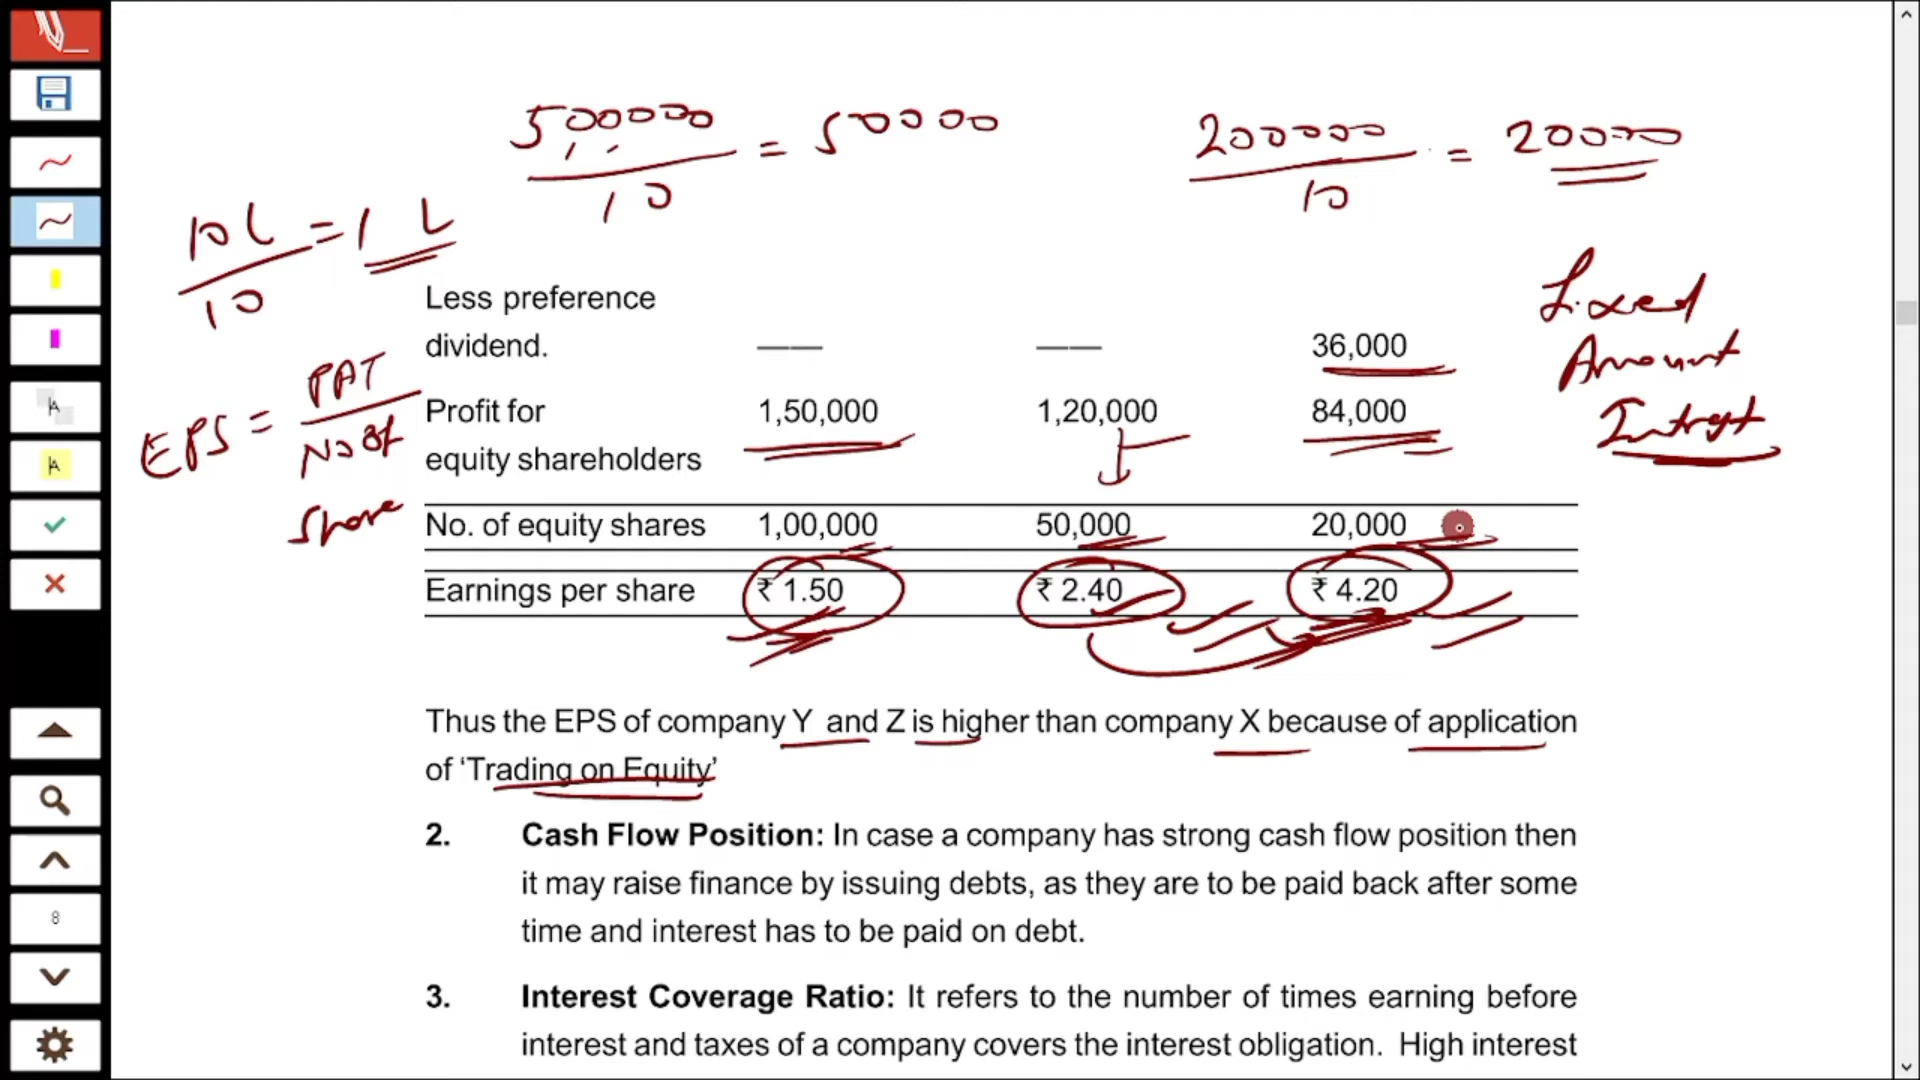 500000 / 10 = 50000
200000 / 10 = 20000
10 L / 10 = 1 L
Less preference
dividend. —— —— 36,000
Fixed
Amount
Intrest
EPS = PAT / No of Share
Profit for 1,50,000 1,20,000 84,000
equity shareholders
No. of equity shares 1,00,000 50,000 20,000
Earnings per share ₹ 1.50 ₹ 2.40 ₹ 4.20
Thus the EPS of company Y and Z is higher than company X because of application
of ‘Trading on Equity’
2. Cash Flow Position: In case a company has strong cash flow position then
it may raise finance by issuing debts, as they are to be paid back after some
time and interest has to be paid on debt.
3. Interest Coverage Ratio: It refers to the number of times earning before
interest and taxes of a company covers the interest obligation. High interest
A
A
8